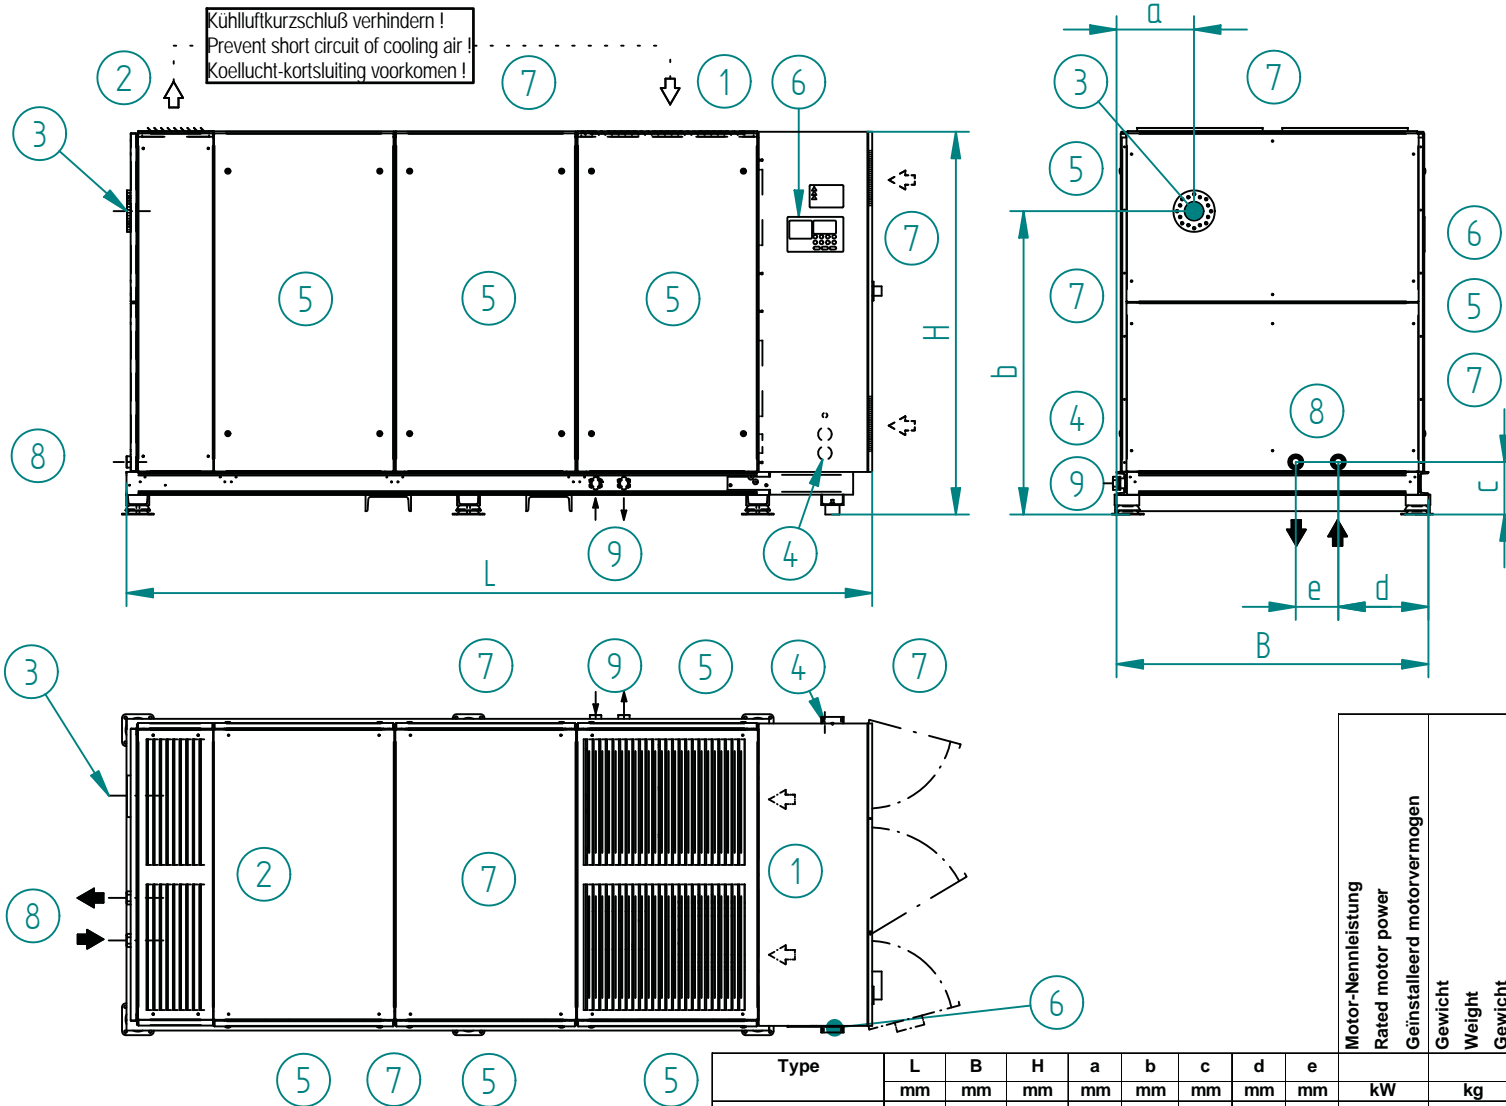 Kühlluftkurzschluß verhindern !
Prevent short circuit of cooling air !
Koellucht-kortsluiting voorkomen !
2
7
1
6
3
7
5
5
5
H
8
9
4
L
a
3
7
5
6
7
5
b
7
4
8
9
c
e
d
B
7
9
5
4
7
3
2
7
1
8
6
5
7
5
5
Motor-Nennleistung
Rated motor power
Geïnstalleerd motorvermogen
Gewicht
Weight
Gewicht
Type L B H a b c d e
mm mm mm mm mm mm mm mm kW kg